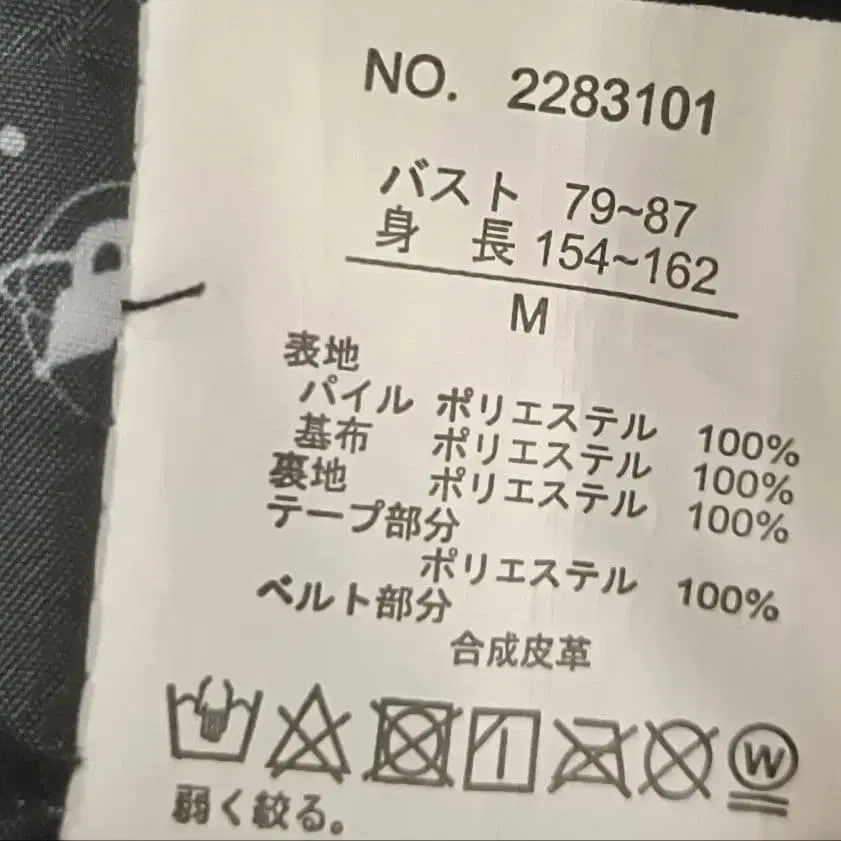 NO. 2283101
バスト 79~87
身 長 154~162
M
表地
パイル ポリエステル 100%
基布 ポリエステル 100%
裏地 ポリエステル 100%
テープ部分
ポリエステル 100%
ベルト部分
合成皮革
W
弱く絞る。